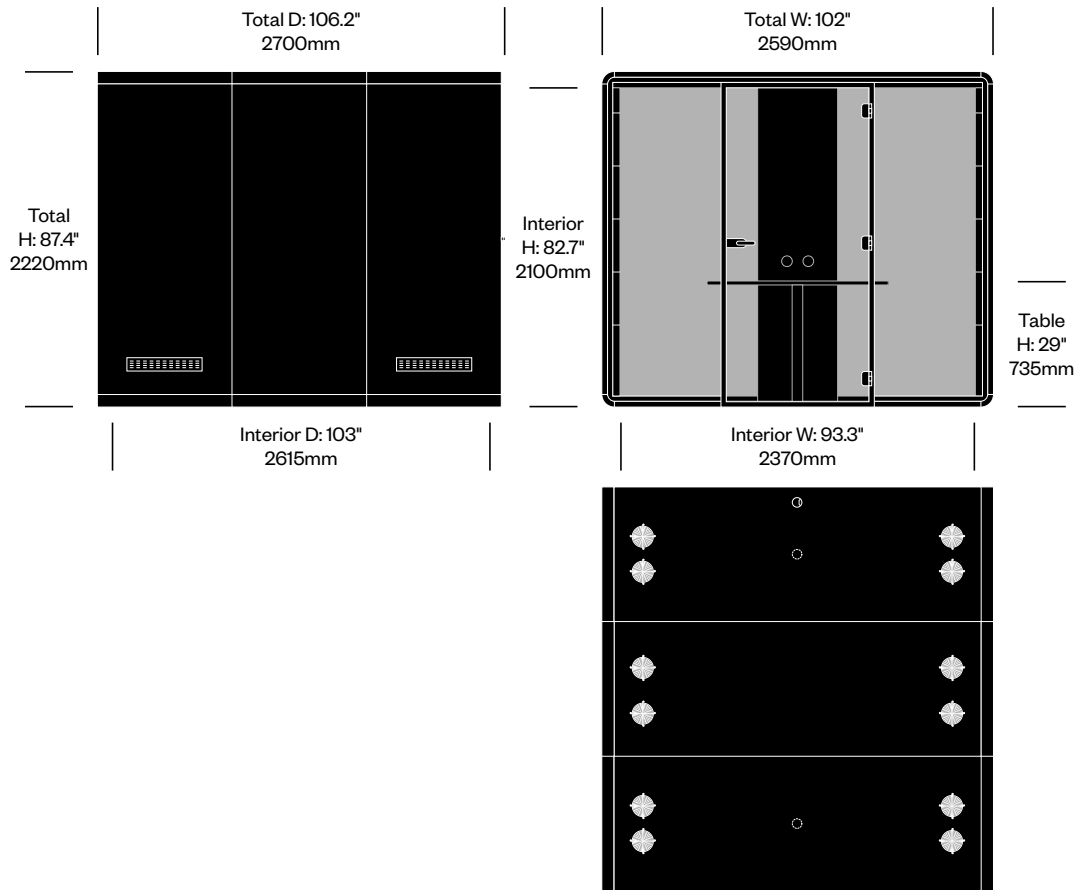 Total D: 106.2"
2700mm
Total W: 102"
2590mm
Total
H: 87.4"
2220mm
Interior
H: 82.7"
2100mm
Table
H: 29"
735mm
Interior D: 103"
2615mm
Interior W: 93.3"
2370mm